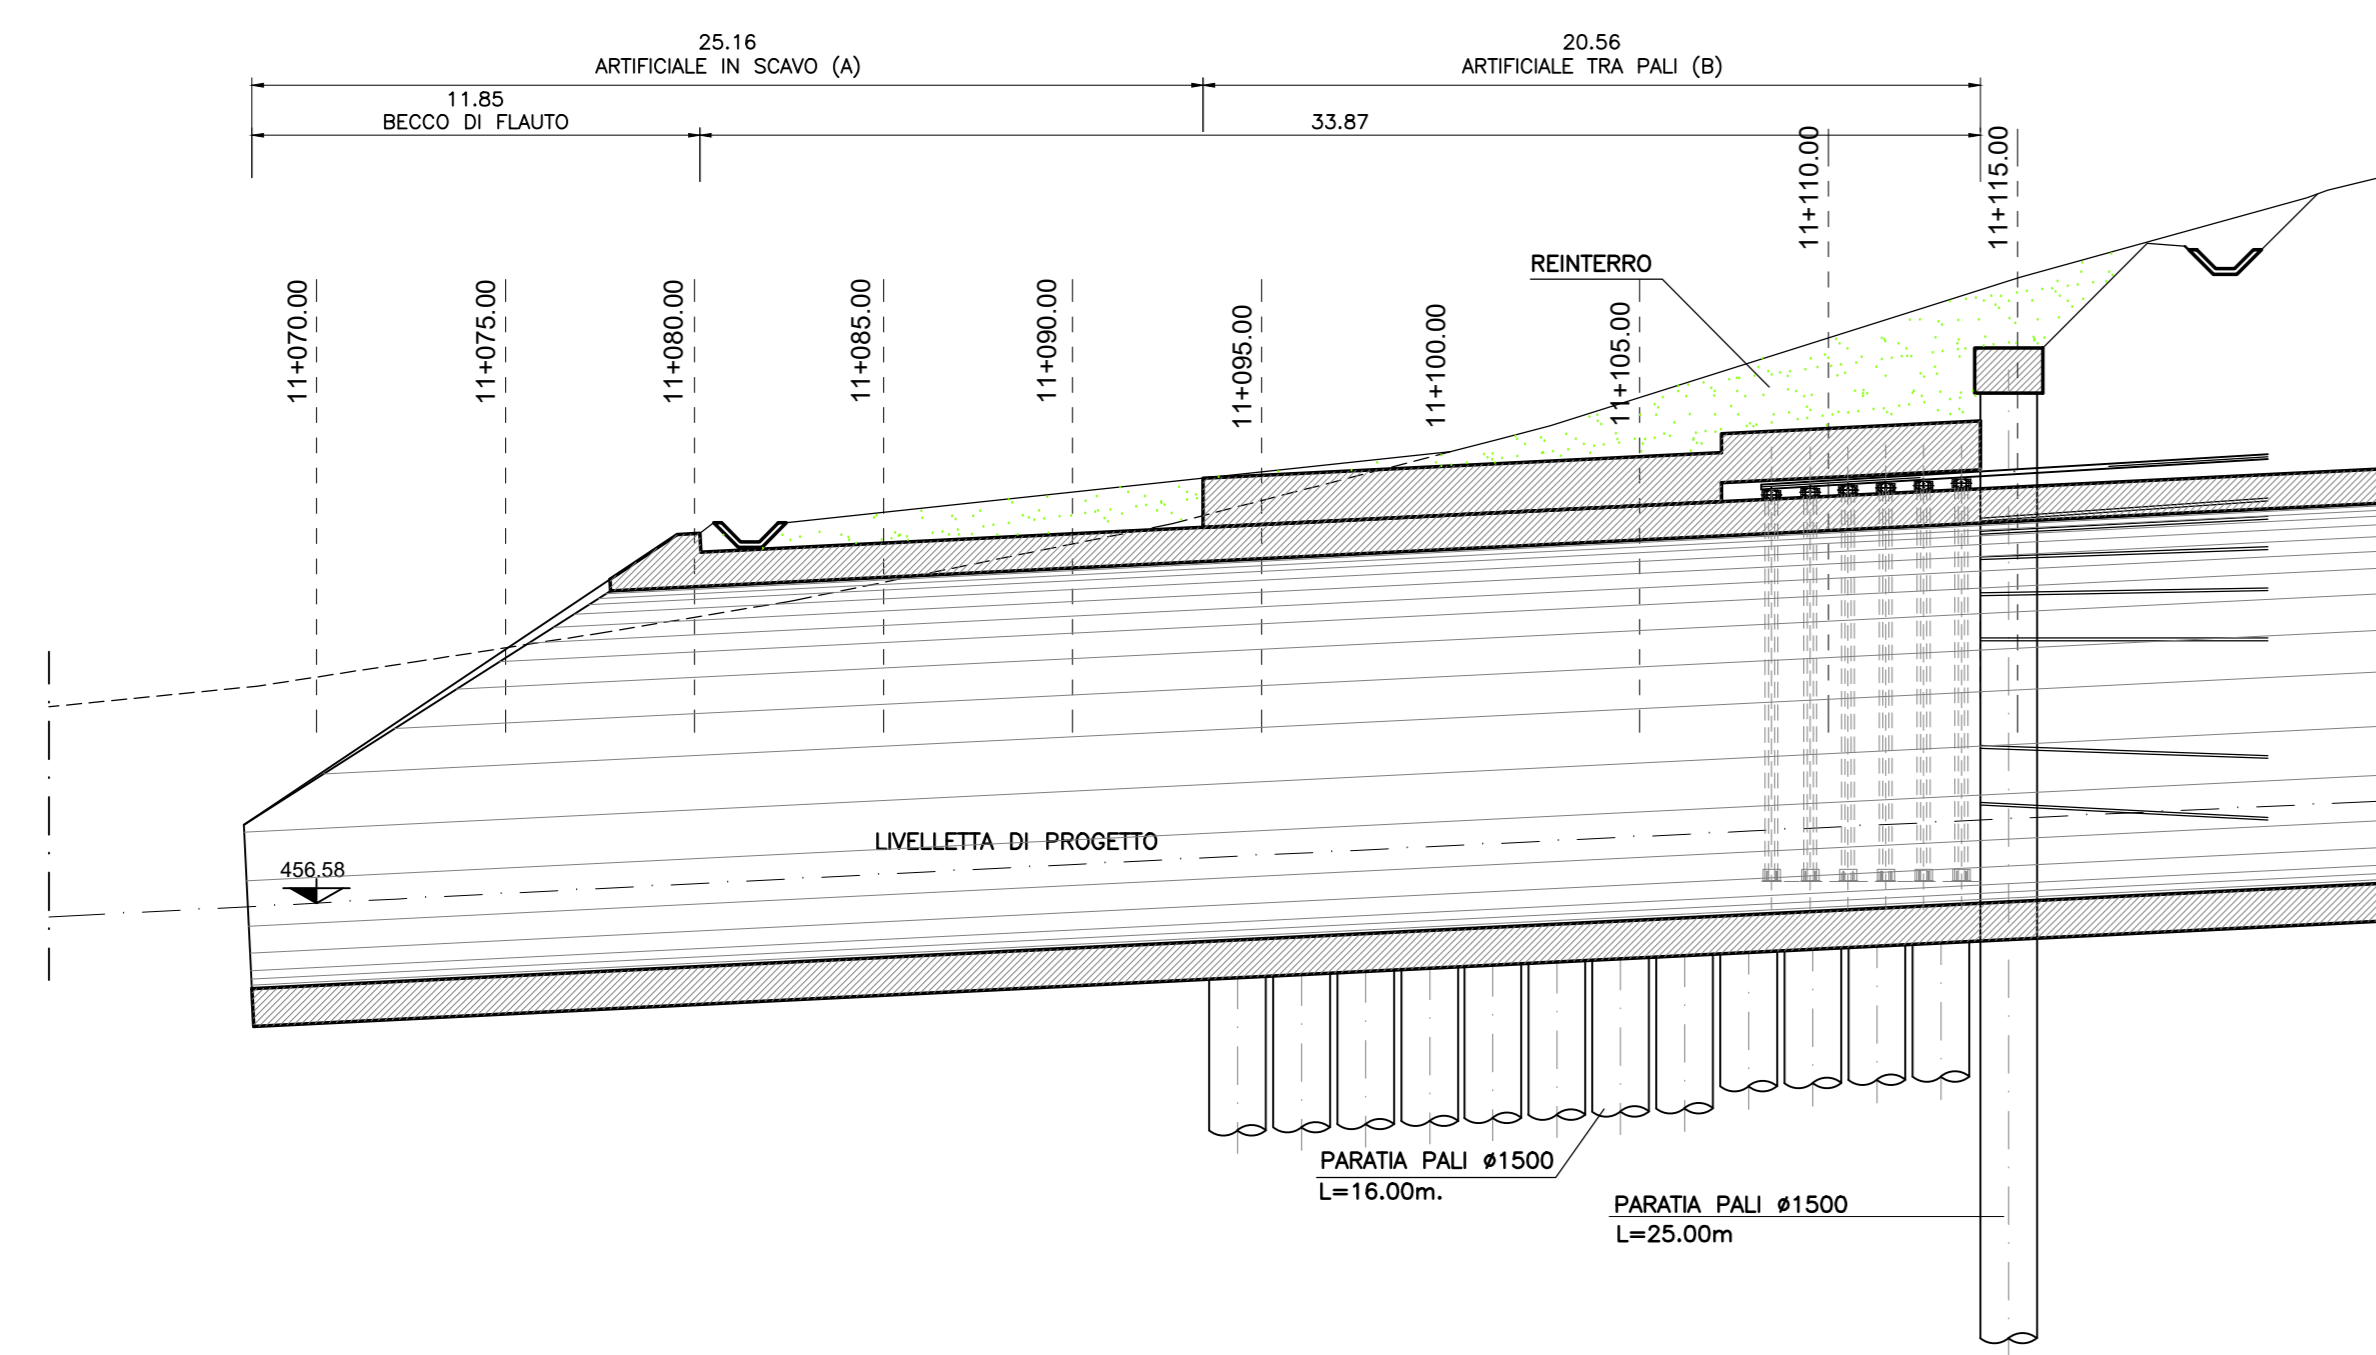 25.16
ARTIFICIALE IN SCAVO (A)
20.56
ARTIFICIALE TRA PALI (B)
11.85
BECCO DI FLAUTO
33.87
11+070.00
11+075.00
11+080.00
11+085.00
11+090.00
11+095.00
11+100.00
11+105.00
11+110.00
11+115.00
REINTERRO
LIVELLETTA DI PROGETTO
456.58
PARATIA PALI ø1500
L=16.00m.
PARATIA PALI ø1500
L=25.00m